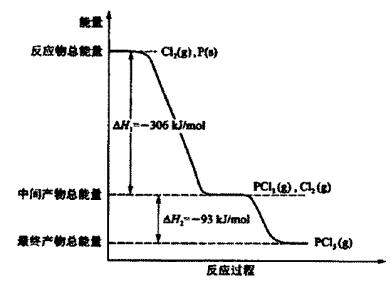 能量
反应物总能量
Cl₂(g),P(s)
ΔH₁=−306 kJ/mol
中间产物总能量
PCl₃(g),Cl₂(g)
ΔH₂=−93 kJ/mol
最终产物总能量
PCl₅(g)
反应过程